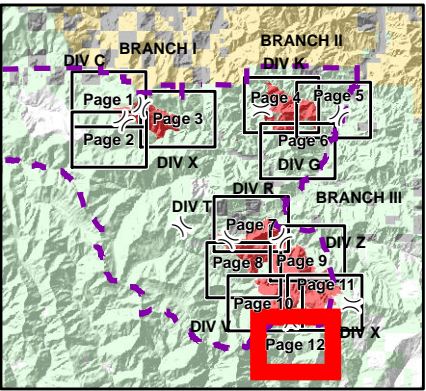 BRANCH I
BRANCH II
DIV C
DIV K
Page 1
Page 2
Page 3
Page 4
Page 5
Page 6
DIV X
DIV G
DIV R
BRANCH III
DIV T
Page 7
DIV Z
Page 8
Page 9
Page 11
Page 10
DIV V
DIV X
Page 12